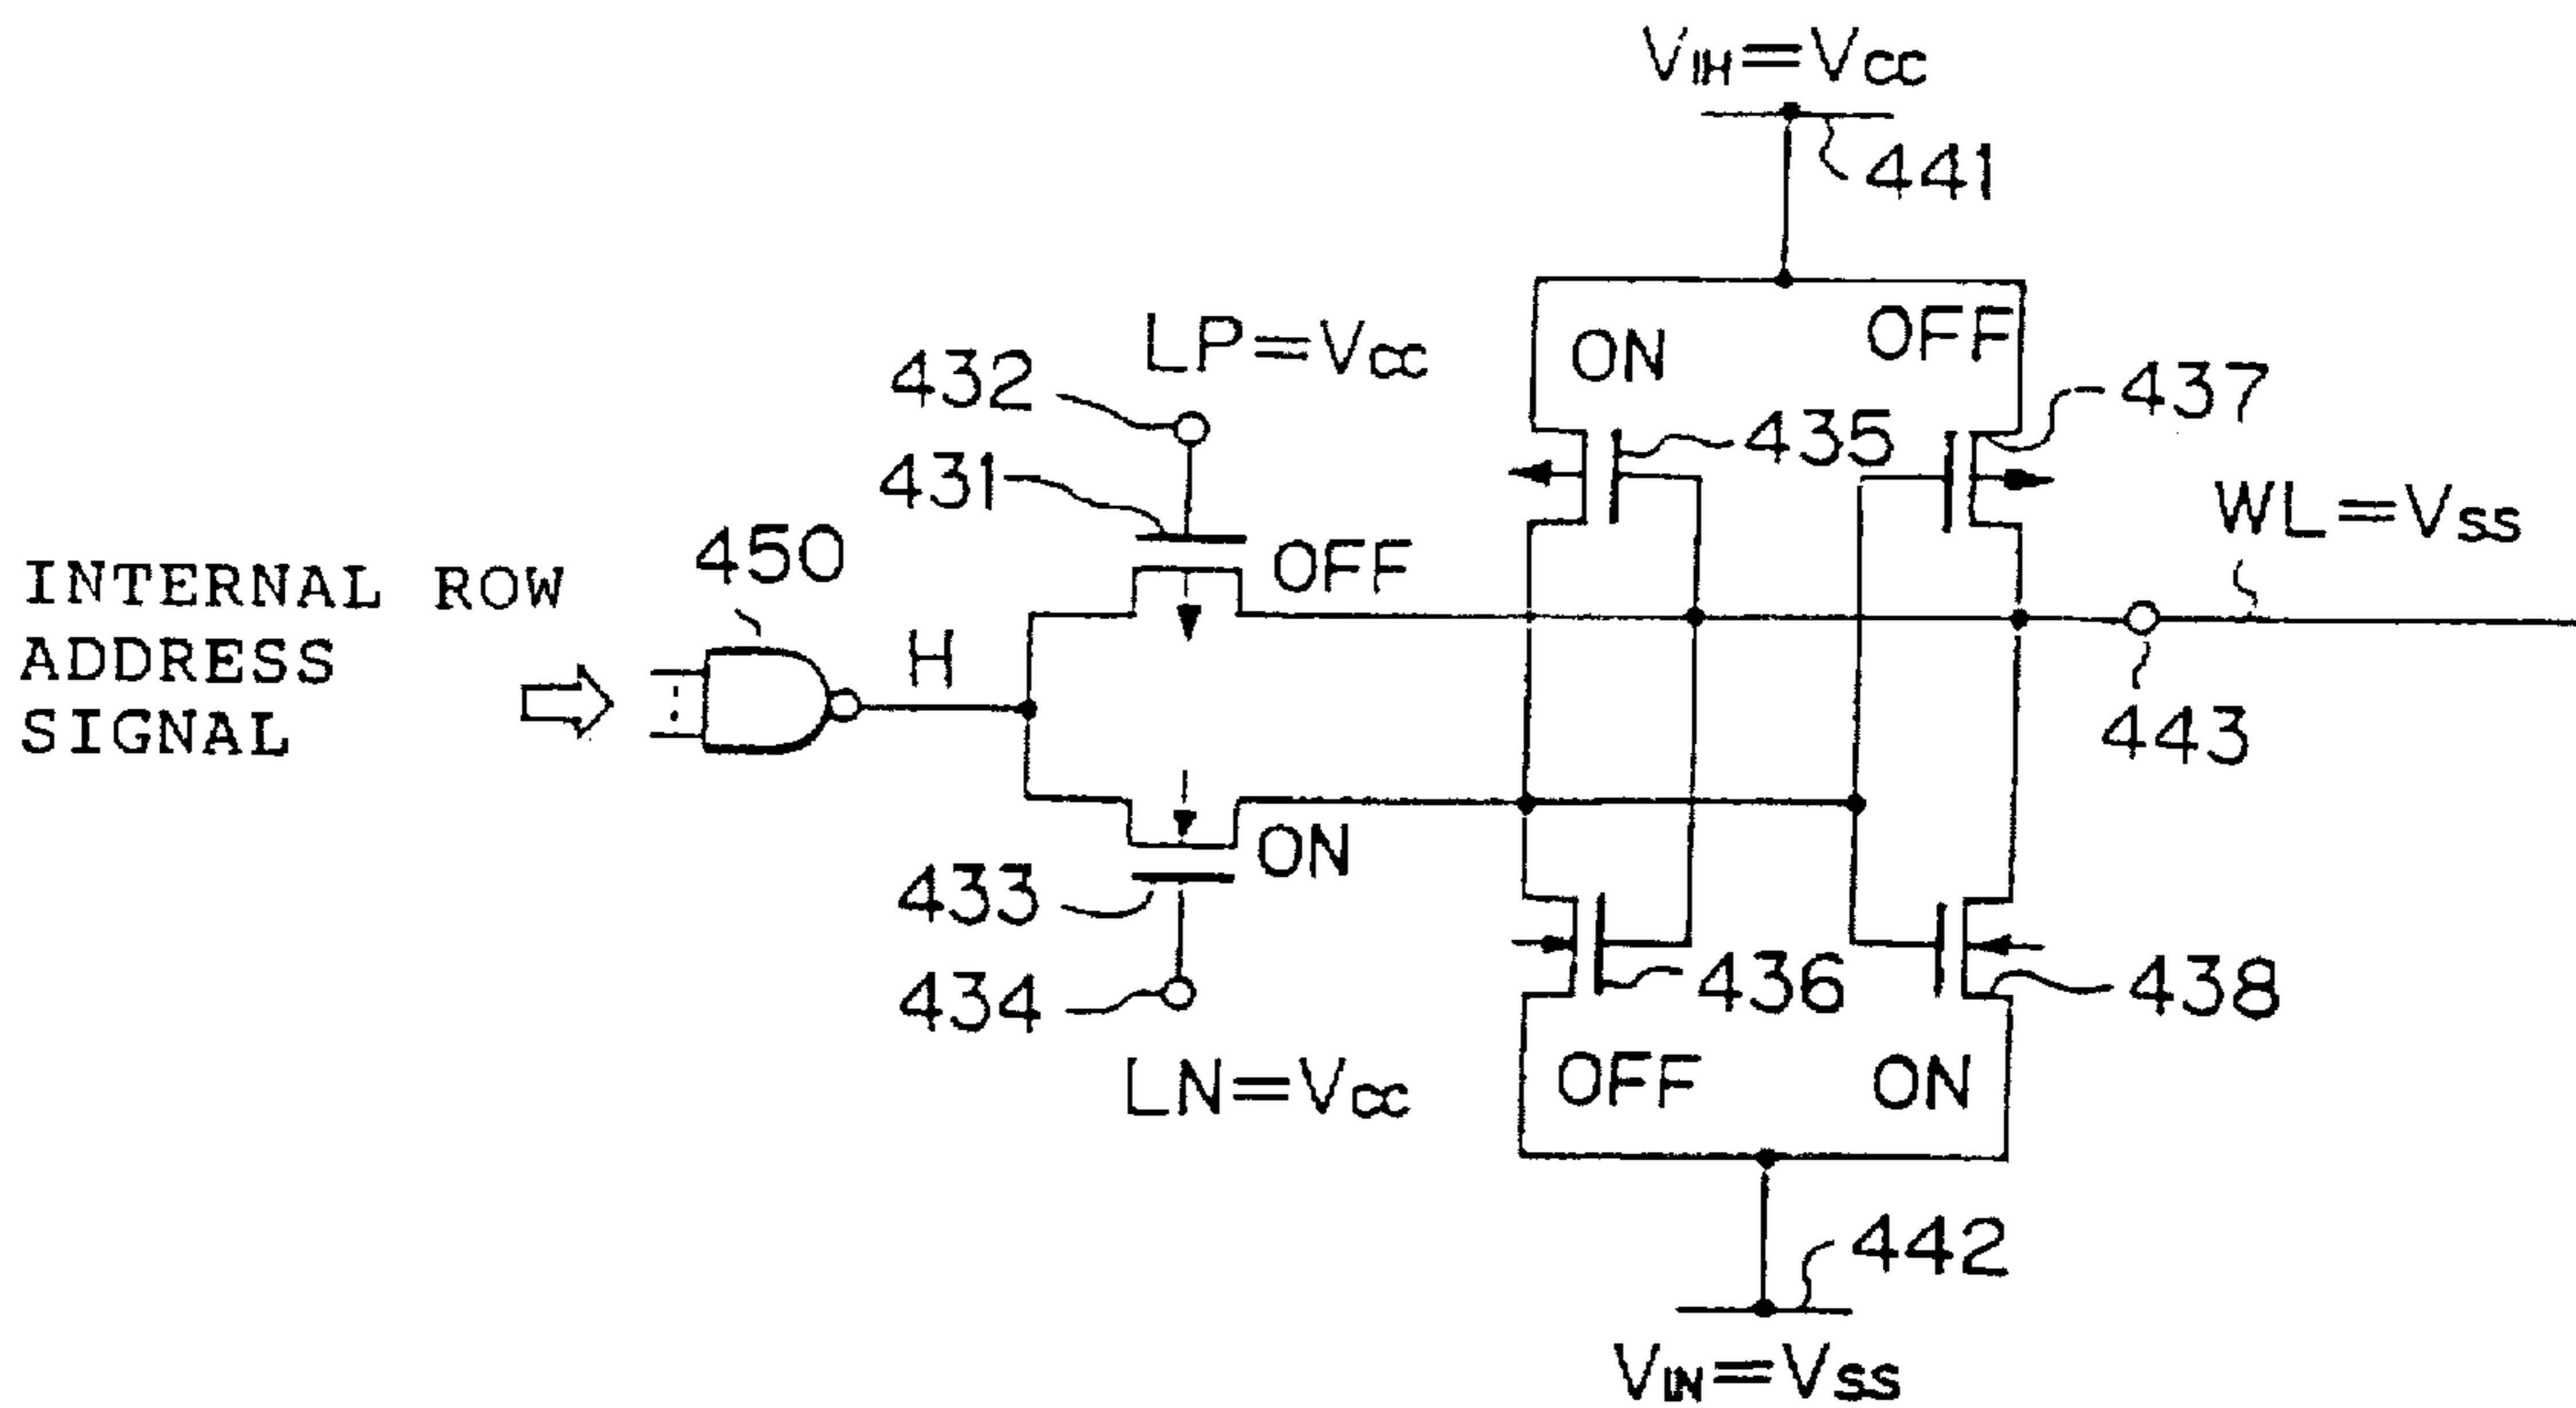 VIH=VCC
441
LP=VCC
ON
OFF
432
437
435
431
WL=VSS
450
OFF
INTERNAL ROW
ADDRESS
SIGNAL
H
443
ON
433
436
438
434
OFF
ON
LN=VCC
442
VIN=VSS